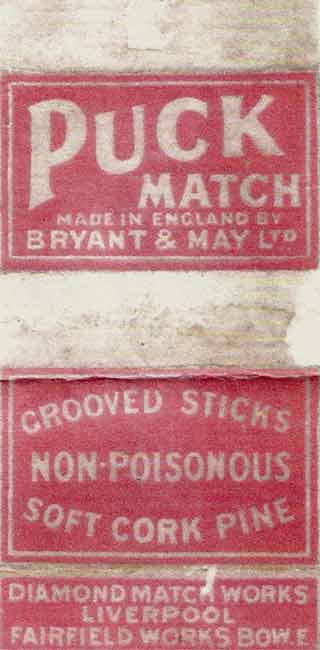 PUCK
MATCH
MADE IN ENGLAND BY
BRYANT & MAY LTD
GROOVED STICKS
NON-POISONOUS
SOFT CORK PINE
DIAMOND MATCH WORKS
LIVERPOOL
FAIRFIELD WORKS BOW.E.